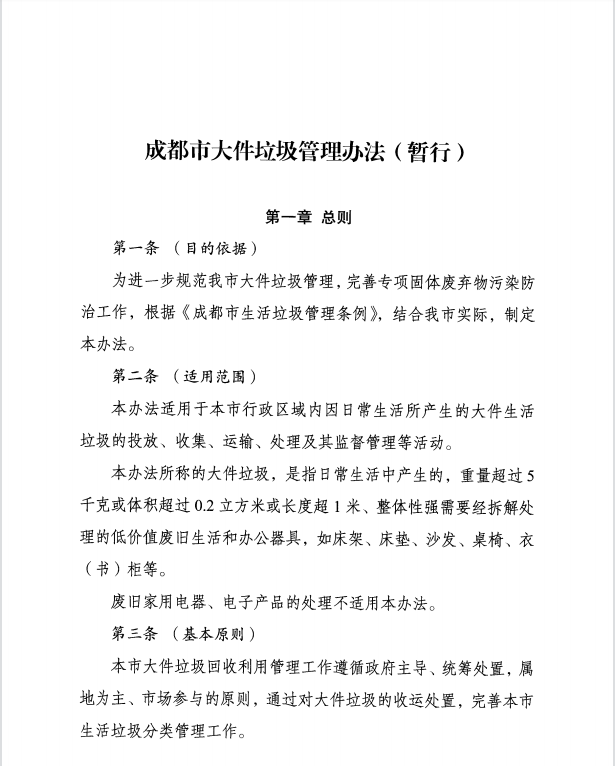 成都市大件垃圾管理办法（暂行）
第一章 总则
第一条 （目的依据）
为进一步规范我市大件垃圾管理，完善专项固体废弃物污染防
治工作，根据《成都市生活垃圾管理条例》，结合我市实际，制定
本办法。
第二条 （适用范围）
本办法适用于本市行政区域内因日常生活所产生的大件生活
垃圾的投放、收集、运输、处理及其监督管理等活动。
本办法所称的大件垃圾，是指日常生活中产生的，重量超过 5
千克或体积超过 0.2 立方米或长度超 1 米、整体性强需要经拆解处
理的低价值废旧生活和办公器具，如床架、床垫、沙发、桌椅、衣
（书）柜等。
废旧家用电器、电子产品的处理不适用本办法。
第三条 （基本原则）
本市大件垃圾回收利用管理工作遵循政府主导、统筹处置，属
地为主、市场参与的原则，通过对大件垃圾的收运处置，完善本市
生活垃圾分类管理工作。